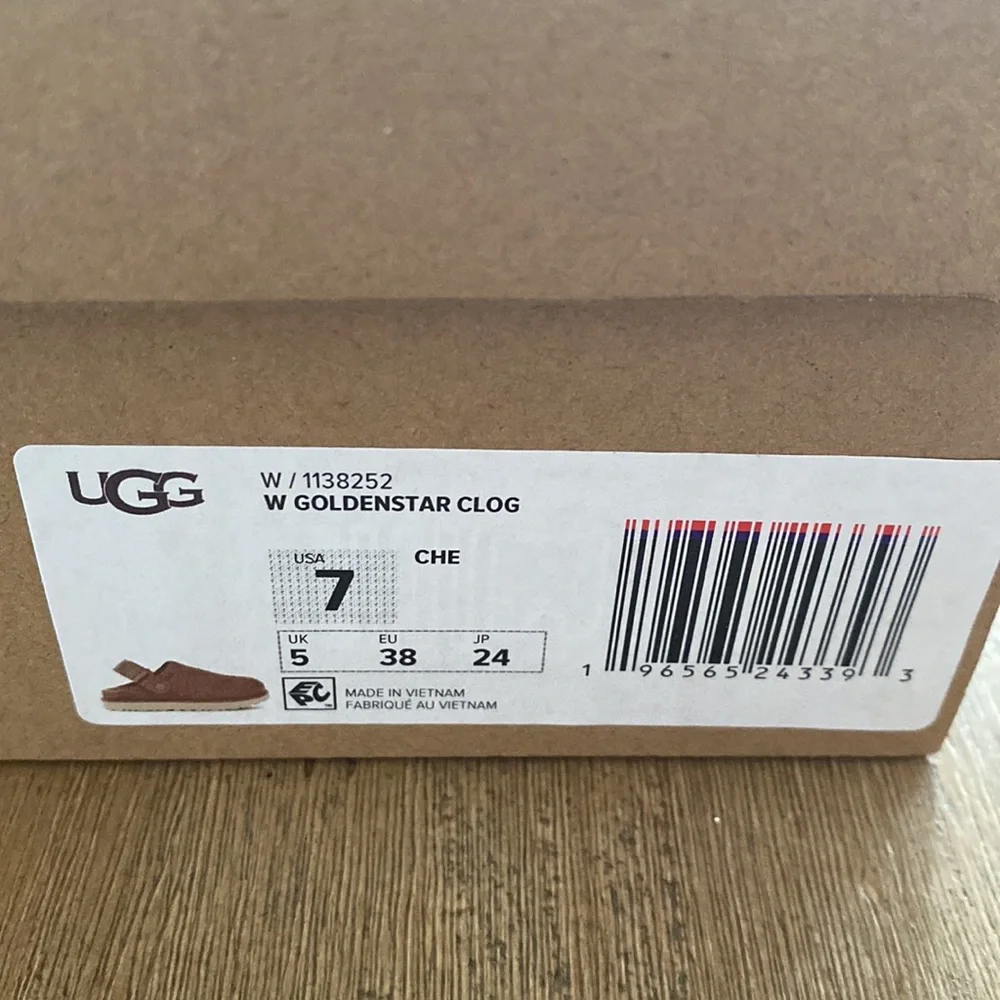 UGG
W / 1138252
W GOLDENSTAR CLOG
USA
7
CHE
UK EU JP
5 38 24
MADE IN VIETNAM
FABRIQUÉ AU VIETNAM
1 96565 24339 3